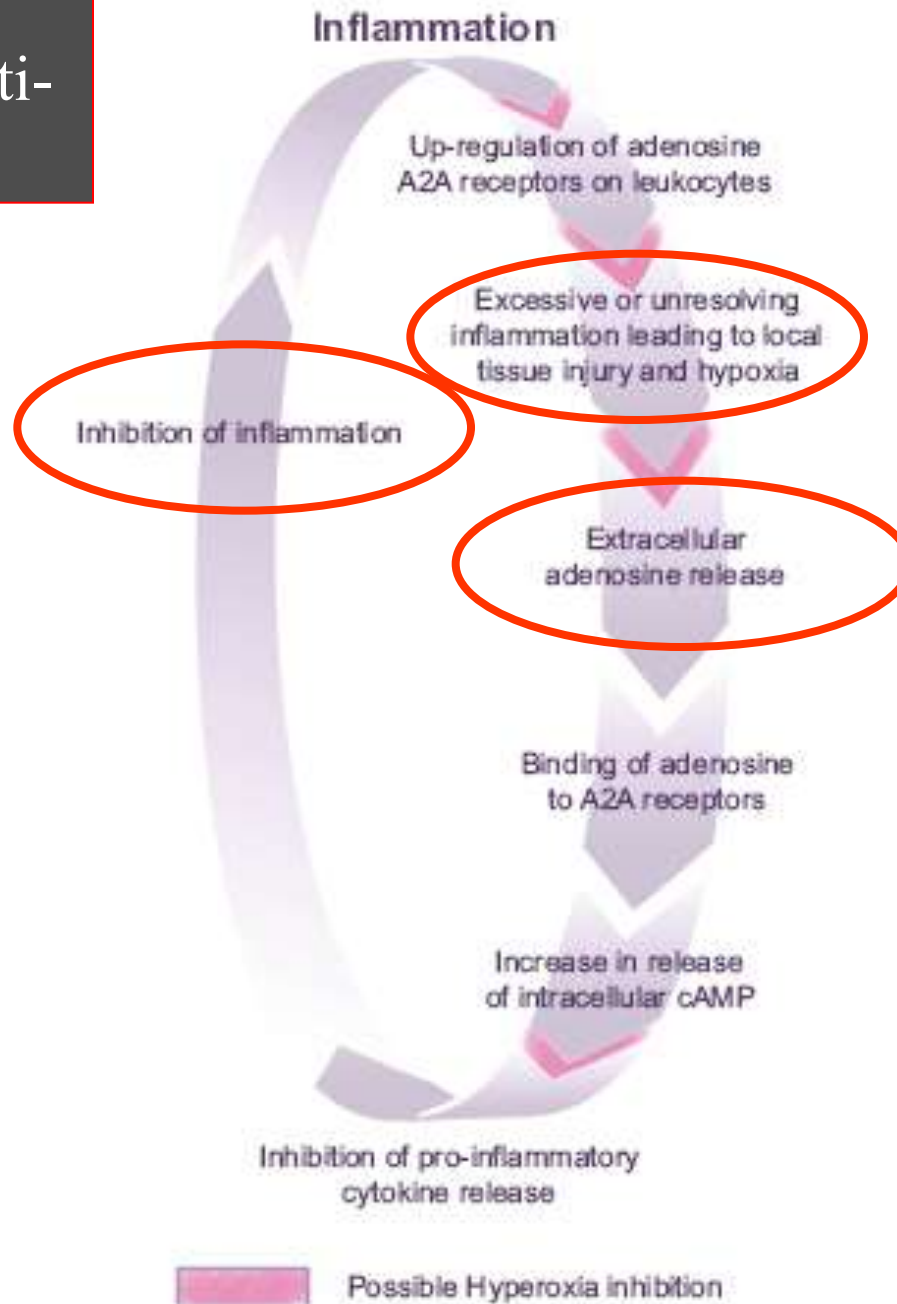 ti-
Inflammation
Up-regulation of adenosine
A2A receptors on leukocytes
Excessive or unresolving
inflammation leading to local
tissue injury and hypoxia
Inhibition of inflammation
Extracellular
adenosine release
Binding of adenosine
to A2A receptors
Increase in release
of intracellular cAMP
Inhibition of pro-inflammatory
cytokine release
Possible Hyperoxia inhibition